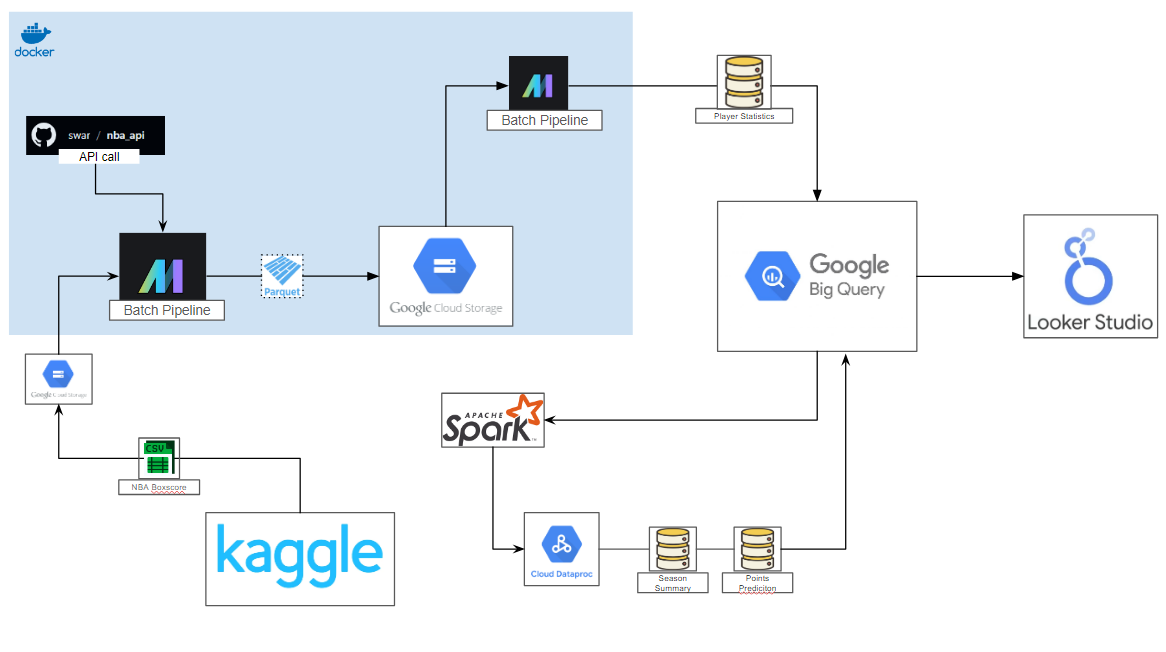 docker
swar / nba_api
API call
Batch Pipeline
Parquet
Google Cloud Storage
Batch Pipeline
Player Statistics
Google
Big Query
Looker Studio
Google Cloud Storage
CSV
NBA Boxscore
kaggle
APACHE
Spark
Cloud Dataproc
Season
Summary
Points
Prediciton